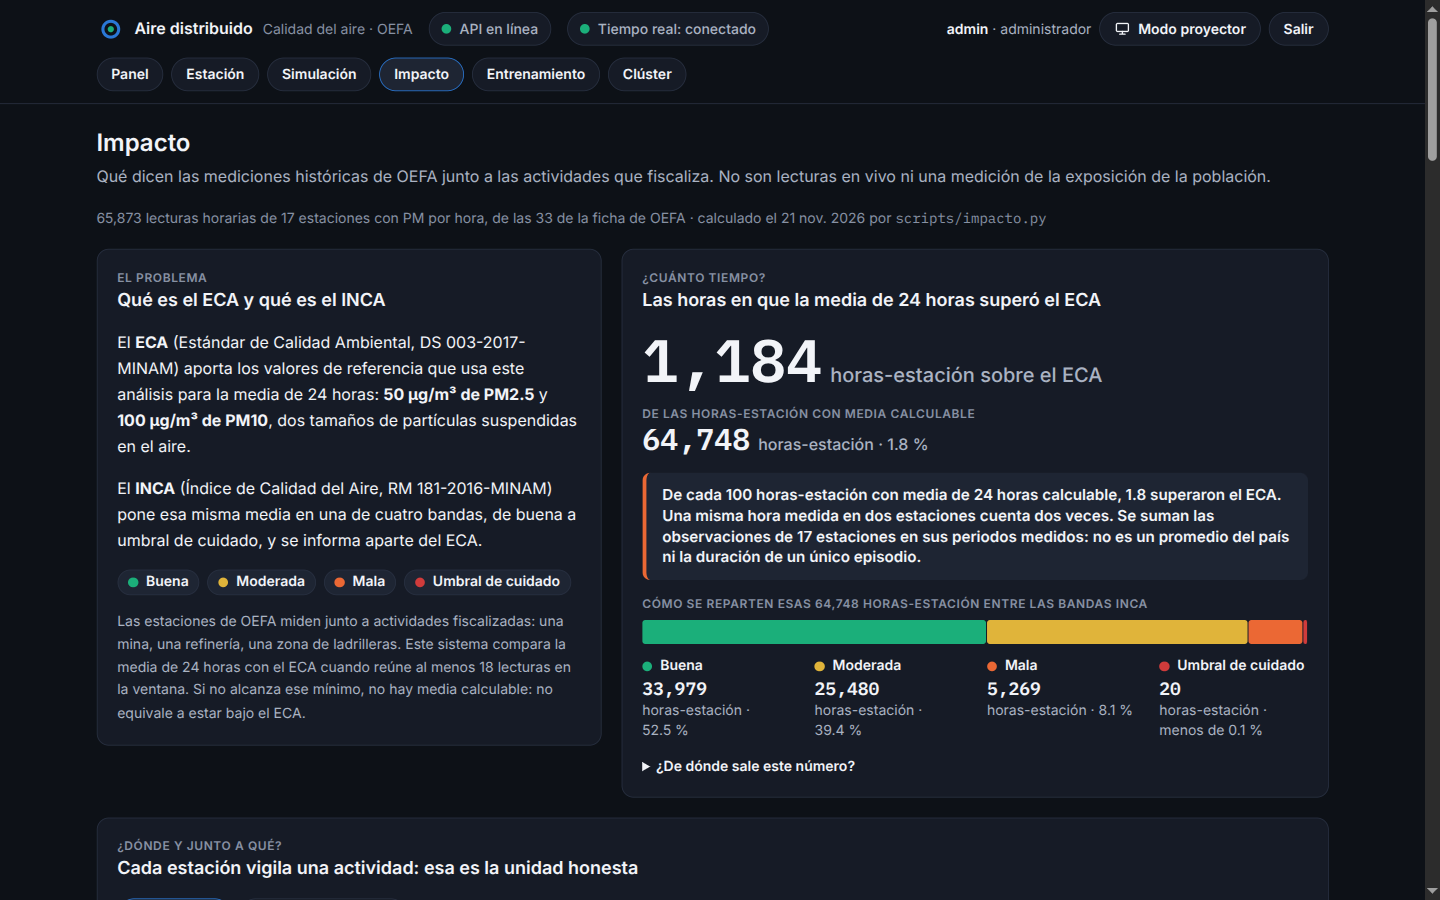 Aire distribuido Calidad del aire · OEFA API en línea Tiempo real: conectado admin · administrador Modo proyector Salir
Panel Estación Simulación Impacto Entrenamiento Clúster
Impacto
Qué dicen las mediciones históricas de OEFA junto a las actividades que fiscaliza. No son lecturas en vivo ni una medición de la exposición de la población.
65,873 lecturas horarias de 17 estaciones con PM por hora, de las 33 de la ficha de OEFA · calculado el 21 nov. 2026 por scripts/impacto.py
EL PROBLEMA
Qué es el ECA y qué es el INCA
El ECA (Estándar de Calidad Ambiental, DS 003-2017-
MINAM) aporta los valores de referencia que usa este
análisis para la media de 24 horas: 50 µg/m³ de PM2.5 y
100 µg/m³ de PM10, dos tamaños de partículas suspendidas
en el aire.
El INCA (Índice de Calidad del Aire, RM 181-2016-MINAM)
pone esa misma media en una de cuatro bandas, de buena a
umbral de cuidado, y se informa aparte del ECA.
Buena Moderada Mala Umbral de cuidado
Las estaciones de OEFA miden junto a actividades fiscalizadas: una
mina, una refinería, una zona de ladrilleras. Este sistema compara la
media de 24 horas con el ECA cuando reúne al menos 18 lecturas en
la ventana. Si no alcanza ese mínimo, no hay media calculable: no
equivale a estar bajo el ECA.
¿CUÁNTO TIEMPO?
Las horas en que la media de 24 horas superó el ECA
1,184 horas-estación sobre el ECA
DE LAS HORAS-ESTACIÓN CON MEDIA CALCULABLE
64,748 horas-estación · 1.8 %
De cada 100 horas-estación con media de 24 horas calculable, 1.8 superaron el ECA.
Una misma hora medida en dos estaciones cuenta dos veces. Se suman las
observaciones de 17 estaciones en sus periodos medidos: no es un promedio del país
ni la duración de un único episodio.
CÓMO SE REPARTEN ESAS 64,748 HORAS-ESTACIÓN ENTRE LAS BANDAS INCA
Buena
33,979
horas-estación ·
52.5 %
Moderada
25,480
horas-estación ·
39.4 %
Mala
5,269
horas-estación · 8.1 %
Umbral de cuidado
20
horas-estación ·
menos de 0.1 %
¿De dónde sale este número?
¿DÓNDE Y JUNTO A QUÉ?
Cada estación vigila una actividad: esa es la unidad honesta